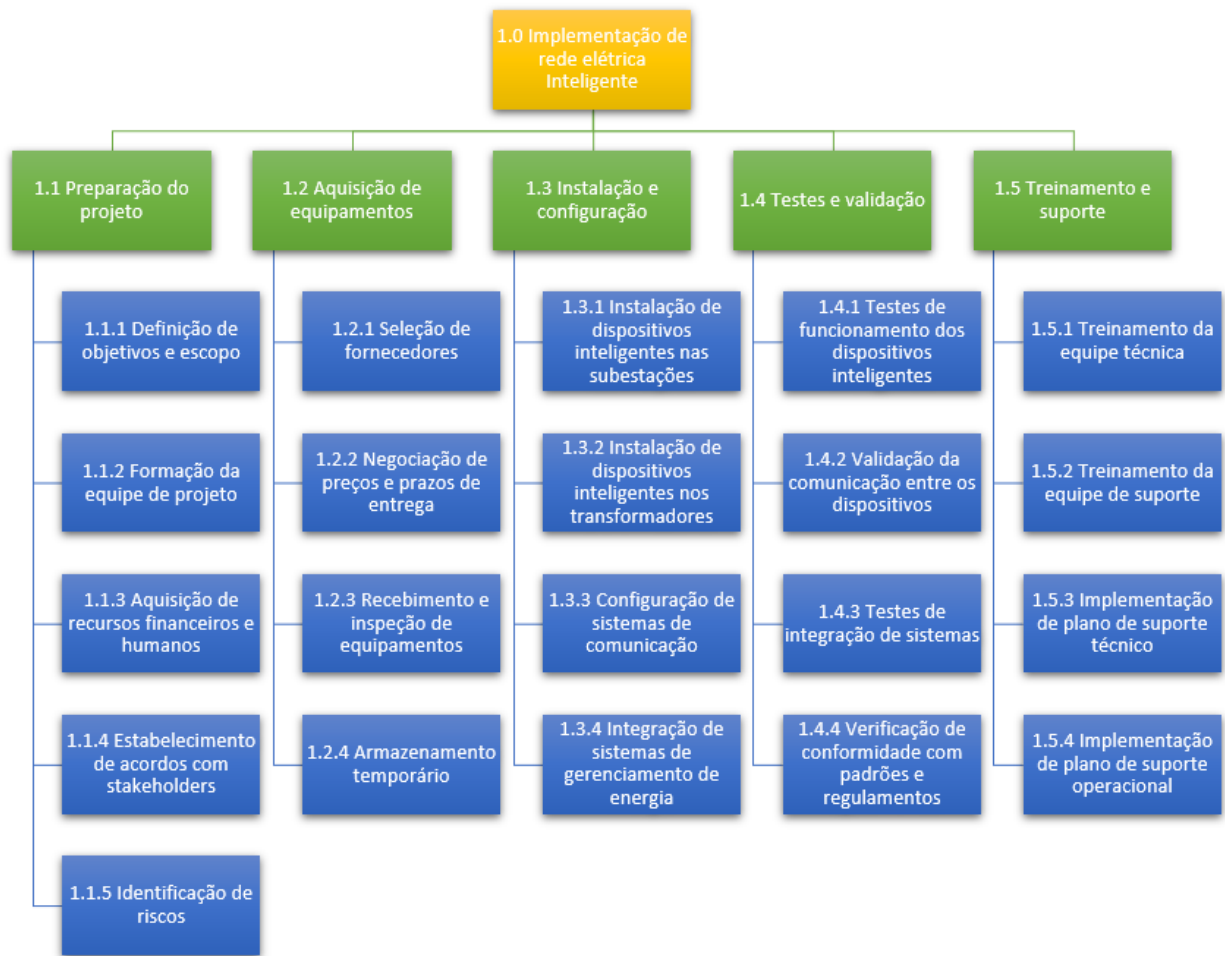 1.0 Implementação de
rede elétrica
Inteligente
1.1 Preparação do
projeto
1.2 Aquisição de
equipamentos
1.3 Instalação e
configuração
1.4 Testes e validação
1.5 Treinamento e
suporte
1.1.1 Definição de
objetivos e escopo
1.1.2 Formação da
equipe de projeto
1.1.3 Aquisição de
recursos financeiros e
humanos
1.1.4 Estabelecimento
de acordos com
stakeholders
1.1.5 Identificação de
riscos
1.2.1 Seleção de
fornecedores
1.2.2 Negociação de
preços e prazos de
entrega
1.2.3 Recebimento e
inspeção de
equipamentos
1.2.4 Armazenamento
temporário
1.3.1 Instalação de
dispositivos
inteligentes nas
subestações
1.3.2 Instalação de
dispositivos
inteligentes nos
transformadores
1.3.3 Configuração de
sistemas de
comunicação
1.3.4 Integração de
sistemas de
gerenciamento de
energia
1.4.1 Testes de
funcionamento dos
dispositivos
inteligentes
1.4.2 Validação da
comunicação entre os
dispositivos
1.4.3 Testes de
integração de sistemas
1.4.4 Verificação de
conformidade com
padrões e
regulamentos
1.5.1 Treinamento da
equipe técnica
1.5.2 Treinamento da
equipe de suporte
1.5.3 Implementação
de plano de suporte
técnico
1.5.4 Implementação
de plano de suporte
operacional